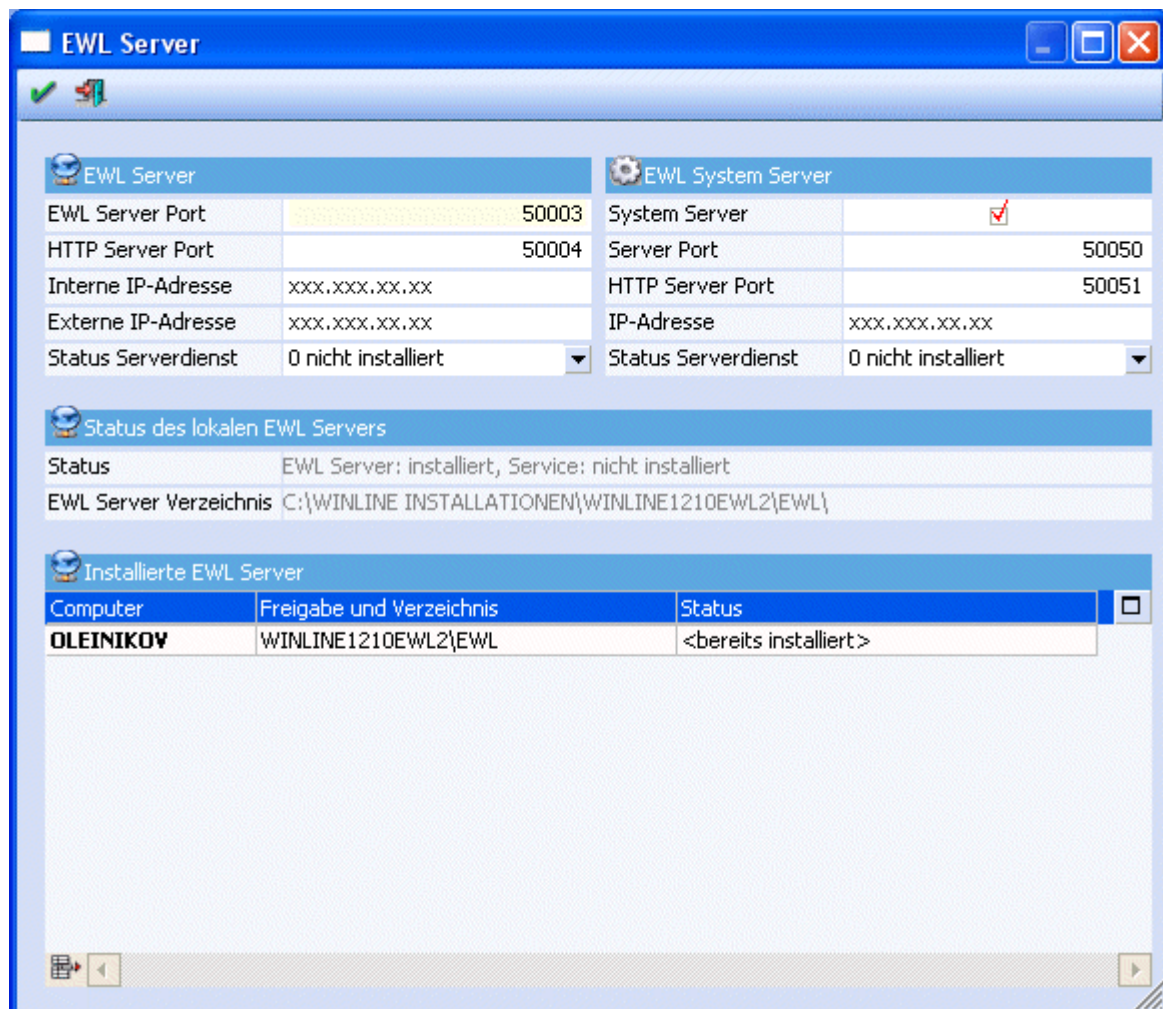 EWL Server
EWL Server
EWL Server Port 50003
HTTP Server Port 50004
Interne IP-Adresse xxx.xxx.xx.xx
Externe IP-Adresse xxx.xxx.xx.xx
Status Serverdienst 0 nicht installiert
EWL System Server
System Server
Server Port 50050
HTTP Server Port 50051
IP-Adresse xxx.xxx.xx.xx
Status Serverdienst 0 nicht installiert
Status des lokalen EWL Servers
Status EWL Server: installiert, Service: nicht installiert
EWL Server Verzeichnis C:\WINLINE INSTALLATIONEN\WINLINE1210EWL2\EWL\
Installierte EWL Server
Computer Freigabe und Verzeichnis Status
OLEINIKOV WINLINE1210EWL2\EWL <bereits installiert>